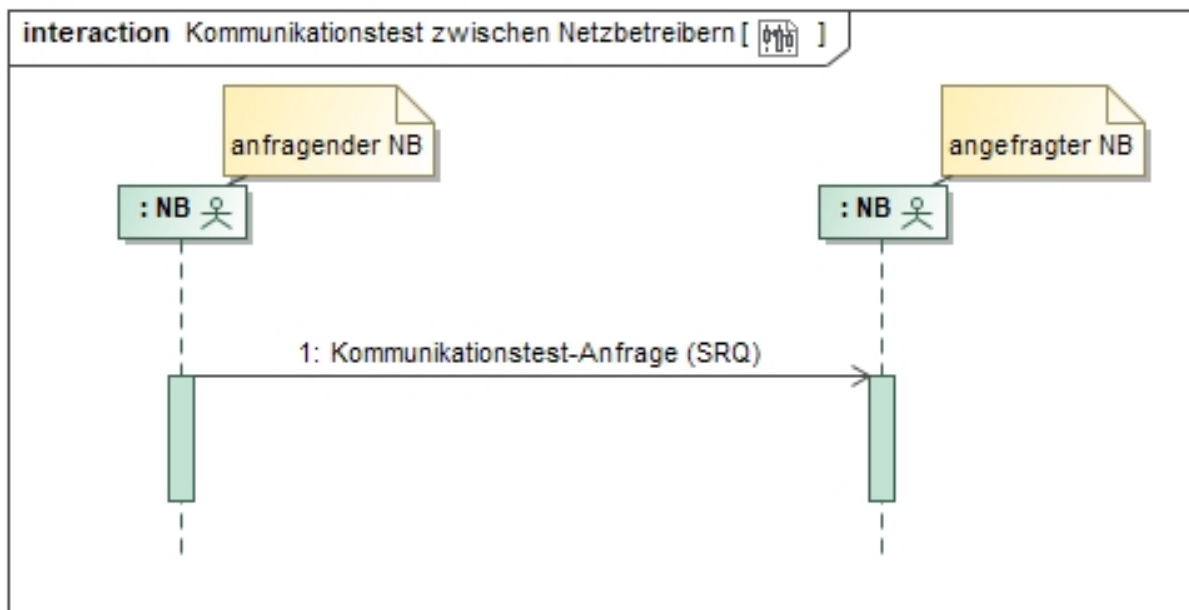 interaction Kommunikationstest zwischen Netzbetreibern [ ]
anfragender NB
angefragter NB
: NB
: NB
1: Kommunikationstest-Anfrage (SRQ)